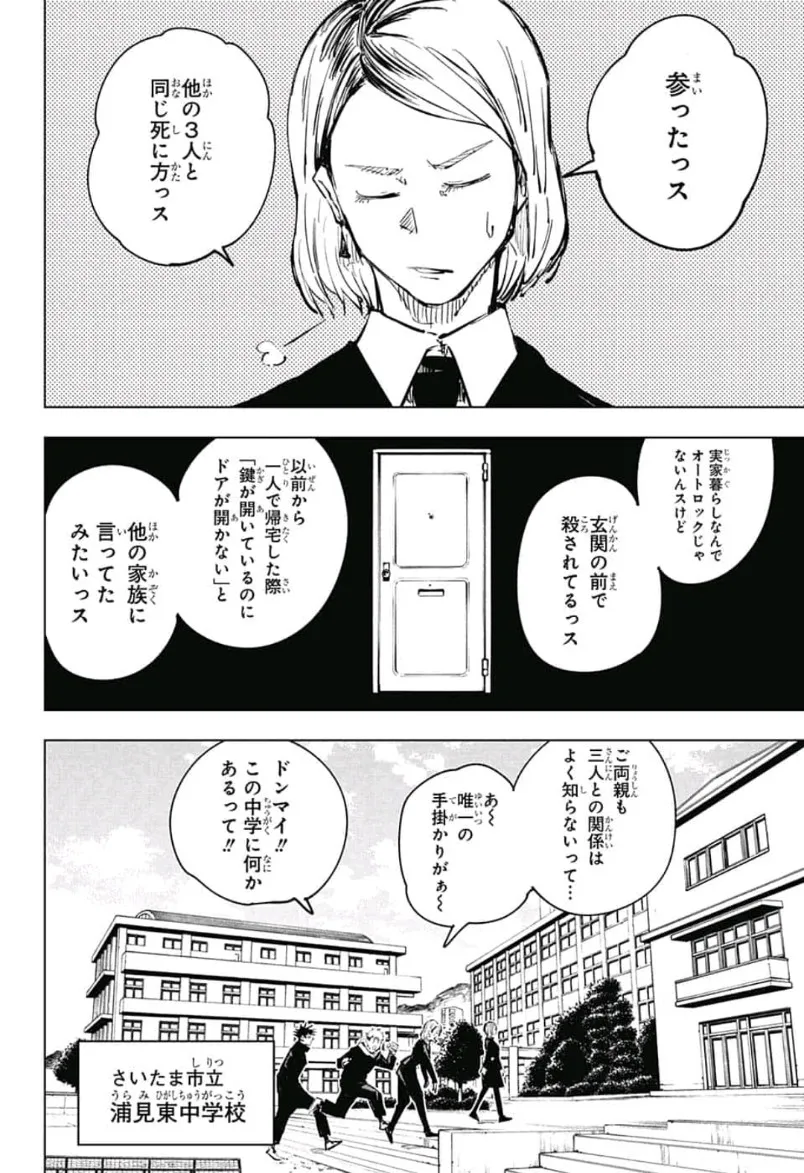 参ったっス
他の3人と
同じ死に方っス
実家暮らしなんで
オートロックじゃ
ないんスけど
玄関の前で
殺されてるっス
以前から
一人で帰宅した際
「鍵が開いているのに
ドアが開かない」と
他の家族に
言ってた
みたいっス
ご両親も
三人との関係は
よく知らないって…
あ〜
唯一の
手掛かりがぁ〜
ドンマイ!!
この中学に何か
あるって!!
さいたま市立
浦見東中学校